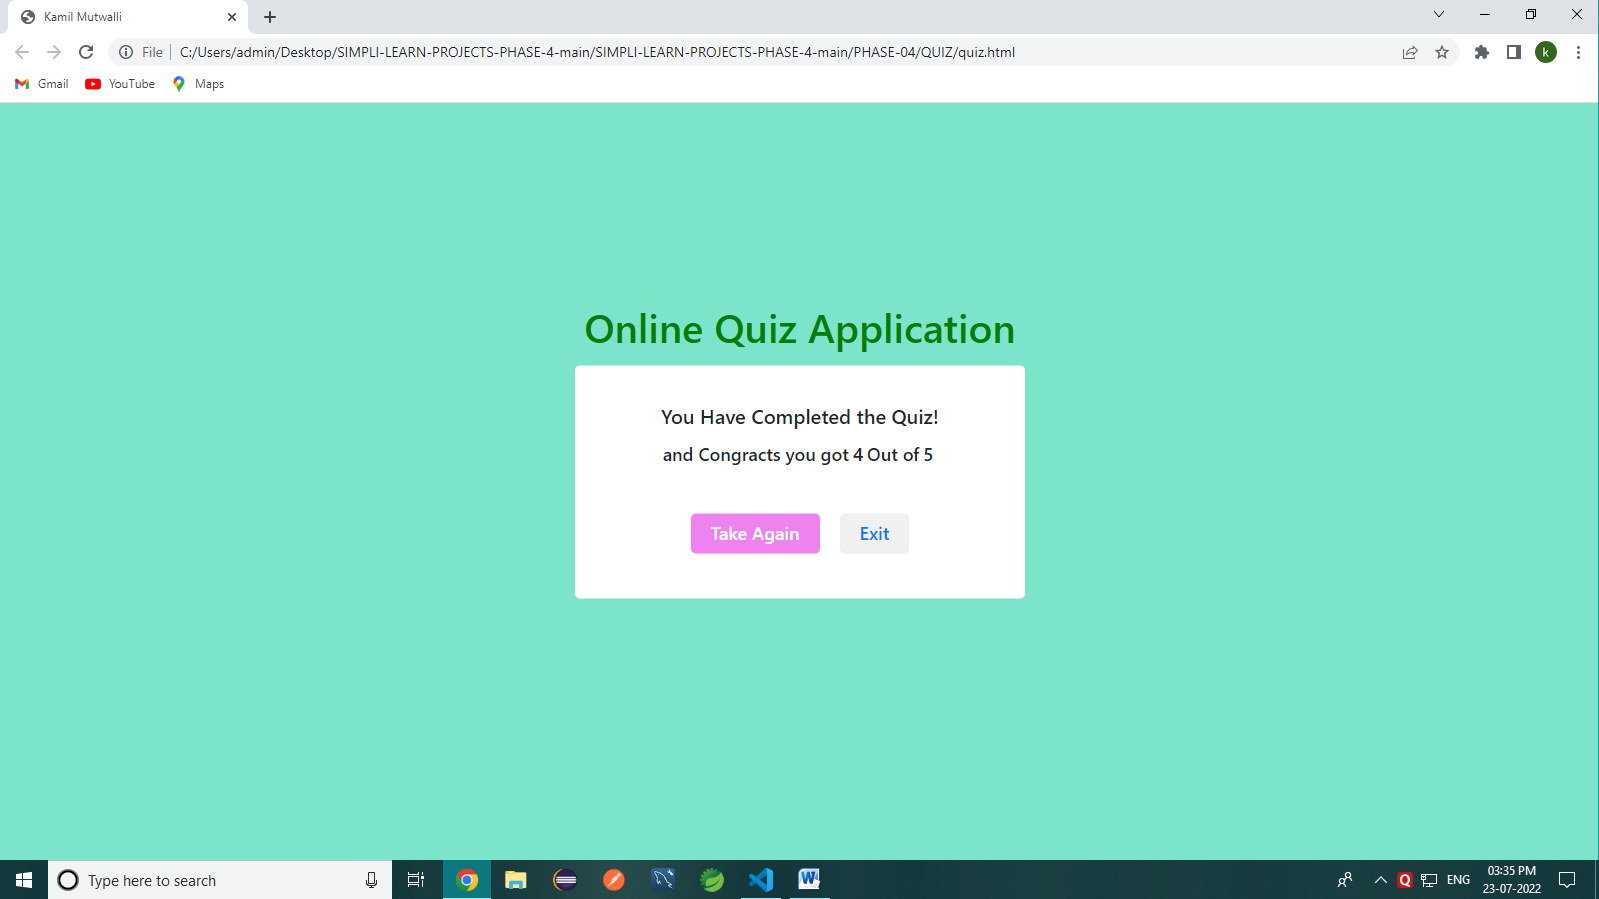 Kamil Mutwalli
File C:/Users/admin/Desktop/SIMPLI-LEARN-PROJECTS-PHASE-4-main/SIMPLI-LEARN-PROJECTS-PHASE-4-main/PHASE-04/QUIZ/quiz.html k
Gmail YouTube Maps
Online Quiz Application
You Have Completed the Quiz!
and Congracts you got 4 Out of 5
Take Again Exit
Type here to search
W
Q
ENG
03:35 PM
23-07-2022